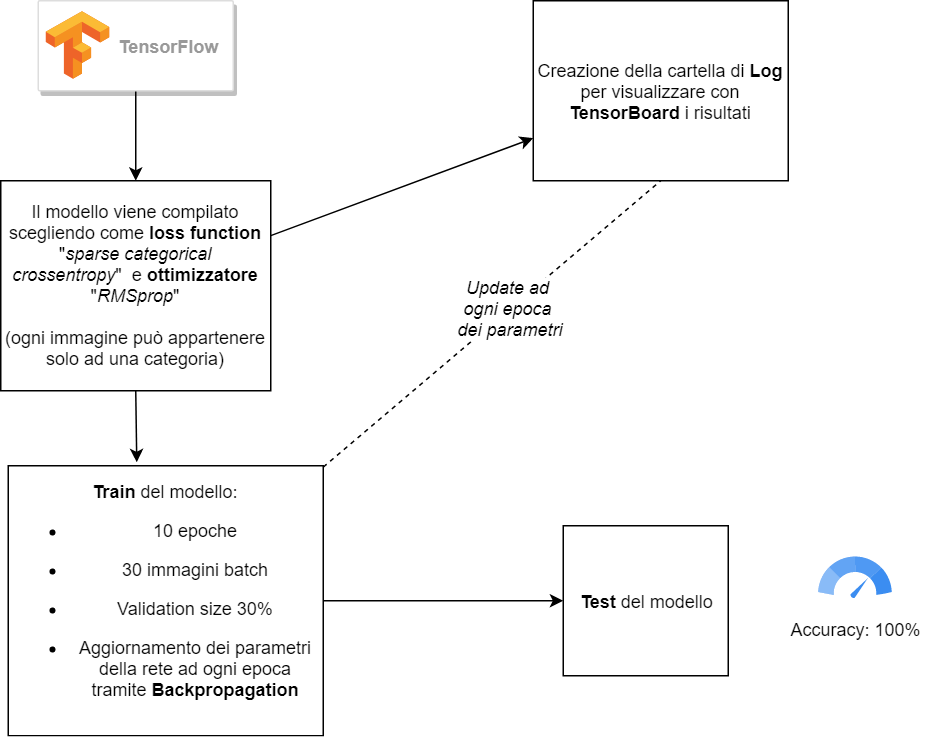 TensorFlow
Creazione della cartella di Log
per visualizzare con
TensorBoard i risultati
Il modello viene compilato
scegliendo come loss function
"sparse categorical
crossentropy"  e ottimizzatore
"RMSprop"
(ogni immagine può appartenere
solo ad una categoria)
Update ad
ogni epoca
dei parametri
Train del modello:
• 10 epoche
• 30 immagini batch
• Validation size 30%
• Aggiornamento dei parametri
della rete ad ogni epoca
tramite Backpropagation
Test del modello
Accuracy: 100%